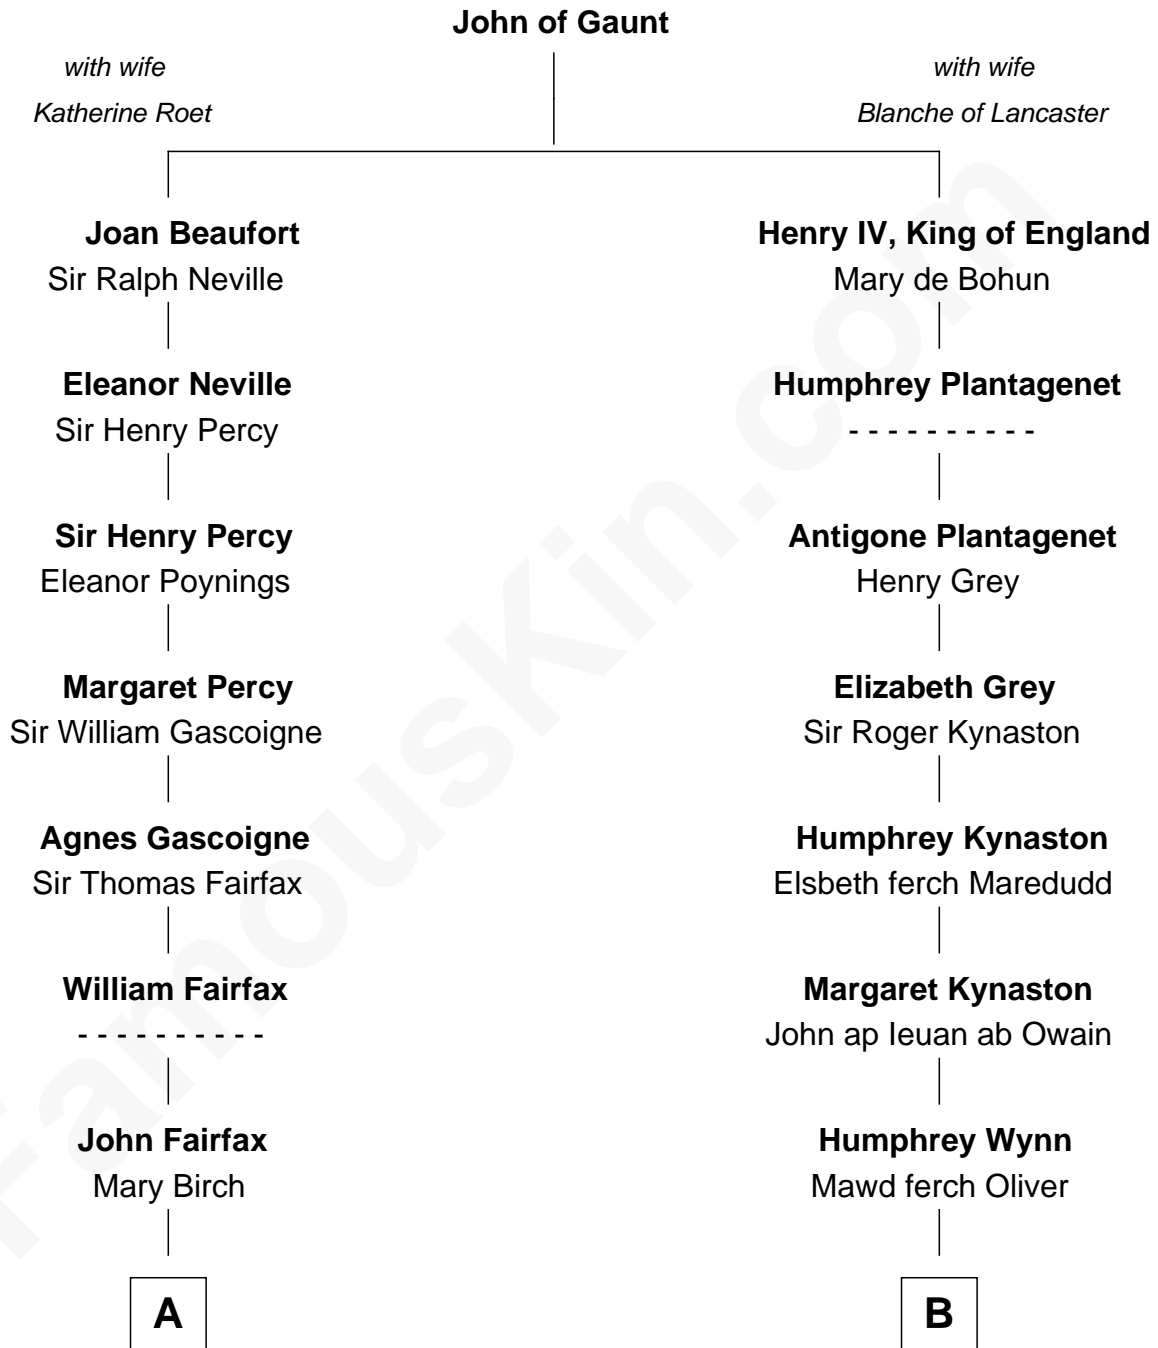 John of Gaunt
with wife
Katherine Roet
with wife
Blanche of Lancaster
Joan Beaufort
Sir Ralph Neville
Henry IV, King of England
Mary de Bohun
Eleanor Neville
Sir Henry Percy
Humphrey Plantagenet
- - - - - - - - - -
Sir Henry Percy
Eleanor Poynings
Antigone Plantagenet
Henry Grey
Margaret Percy
Sir William Gascoigne
Elizabeth Grey
Sir Roger Kynaston
Agnes Gascoigne
Sir Thomas Fairfax
Humphrey Kynaston
Elsbeth ferch Maredudd
William Fairfax
- - - - - - - - - -
Margaret Kynaston
John ap Ieuan ab Owain
John Fairfax
Mary Birch
Humphrey Wynn
Mawd ferch Oliver
A
B
FamousKin.com